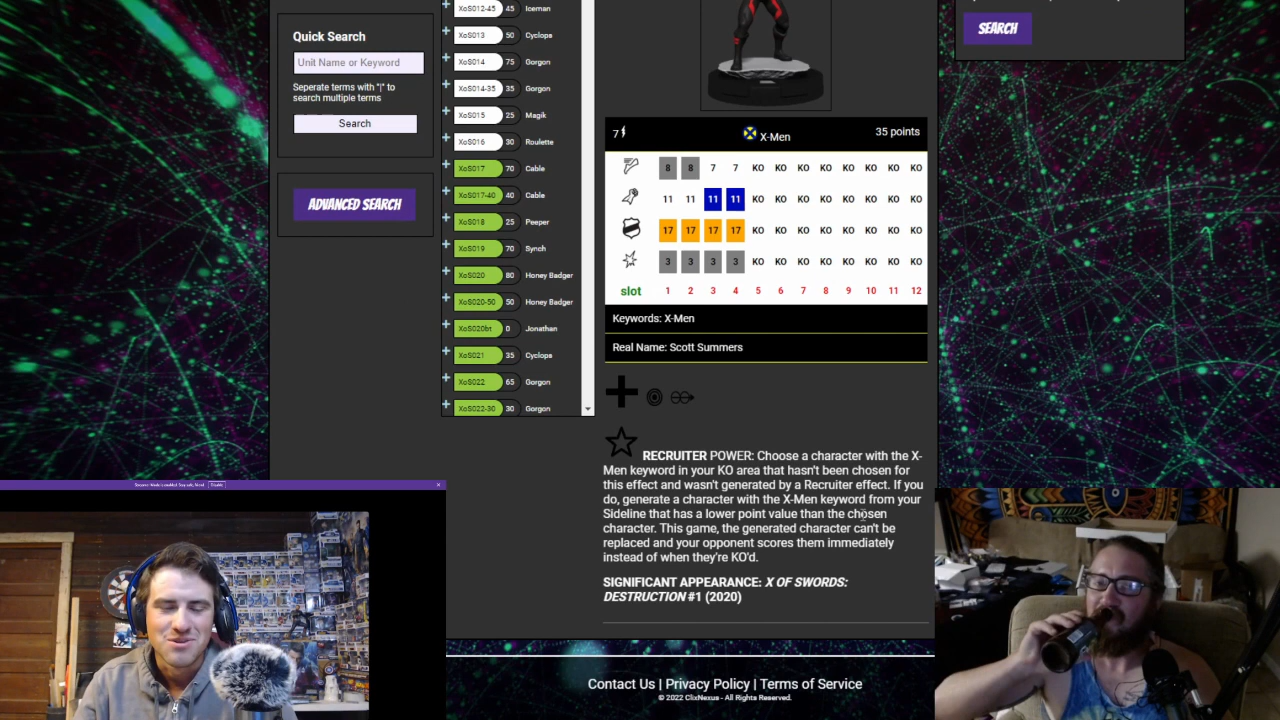 Quick Search
Unit Name or Keyword
Seperate terms with "|" to
search multiple terms
Search
ADVANCED SEARCH
XoS012-45 45 Iceman
XoS013 50 Cyclops
XoS014 75 Gorgon
XoS014-35 35 Gorgon
XoS015 25 Magik
XoS016 30 Roulette
XoS017 70 Cable
XoS017-40 40 Cable
XoS018 25 Peeper
XoS019 70 Synch
XoS020 80 Honey Badger
XoS020-50 50 Honey Badger
XoS020bt 0 Jonathan
XoS021 35 Cyclops
XoS022 65 Gorgon
XoS022-30 30 Gorgon
SEARCH
7 X-Men 35 points
8 8 7 7 KO KO KO KO KO KO KO KO
11 11 11 11 KO KO KO KO KO KO KO KO
17 17 17 17 KO KO KO KO KO KO KO KO
3 3 3 3 KO KO KO KO KO KO KO KO
slot 1 2 3 4 5 6 7 8 9 10 11 12
Keywords: X-Men
Real Name: Scott Summers
RECRUITER POWER: Choose a character with the X-
Men keyword in your KO area that hasn't been chosen for
this effect and wasn't generated by a Recruiter effect. If you
do, generate a character with the X-Men keyword from your
Sideline that has a lower point value than the chosen
character. This game, the generated character can't be
replaced and your opponent scores them immediately
instead of when they're KO'd.
SIGNIFICANT APPEARANCE: X OF SWORDS:
DESTRUCTION #1 (2020)
Contact Us | Privacy Policy | Terms of Service
© 2022 ClixNexus - All Rights Reserved.